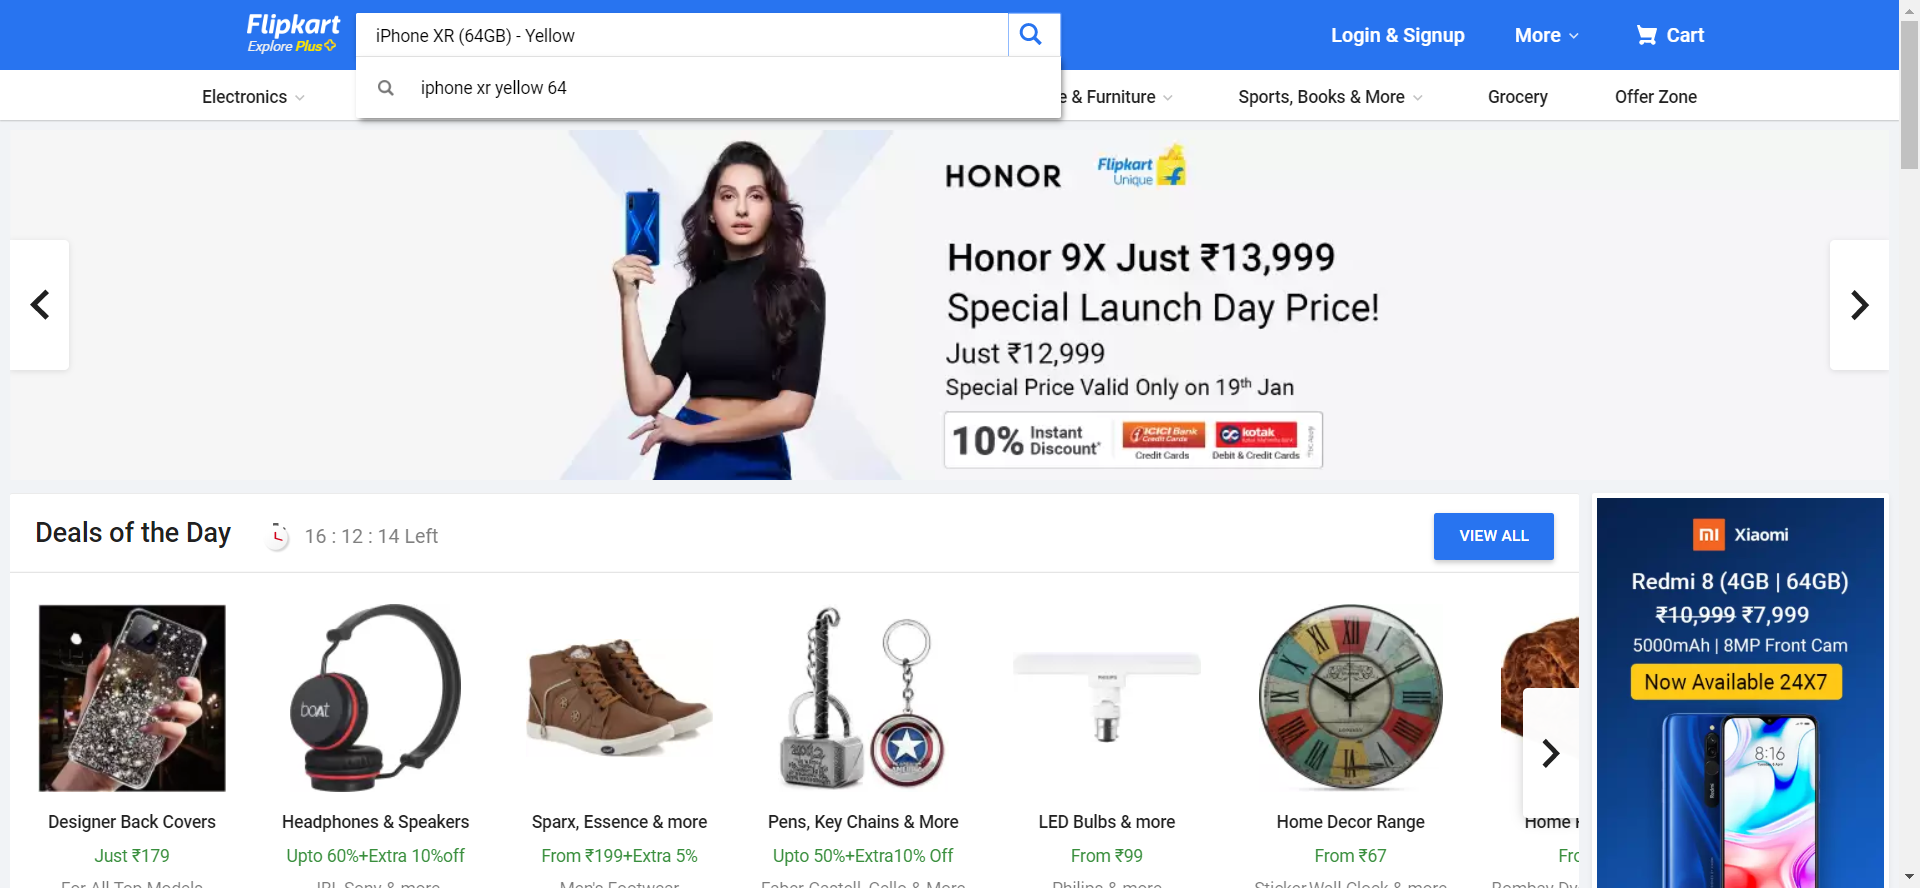 Flipkart
Explore Plus
iPhone XR (64GB) - Yellow
Login & Signup
More
Cart
iphone xr yellow 64
Electronics
e & Furniture
Sports, Books & More
Grocery
Offer Zone
HONOR
Flipkart
Unique
Honor 9X Just ₹13,999
Special Launch Day Price!
Just ₹12,999
Special Price Valid Only on 19th Jan
10% Instant Discount*
ICICI Bank
Credit Cards
Credit Cards
kotak
Debit & Credit Cards
Deals of the Day
16 : 12 : 14 Left
VIEW ALL
boAt
PHILIPS
Designer Back Covers
Headphones & Speakers
Sparx, Essence & more
Pens, Key Chains & More
LED Bulbs & more
Home Decor Range
Just ₹179
Upto 60%+Extra 10%off
From ₹199+Extra 5%
Upto 50%+Extra10% Off
From ₹99
From ₹67
For All Top Models
JBL, Sony & more
Men's Footwear
Faber-Castell, Cello & More
Philips & more
Sticker,Wall Clock & more
mi Xiaomi
Redmi 8 (4GB | 64GB)
₹10,999 ₹7,999
5000mAh | 8MP Front Cam
Now Available 24X7
8:16
Redmi